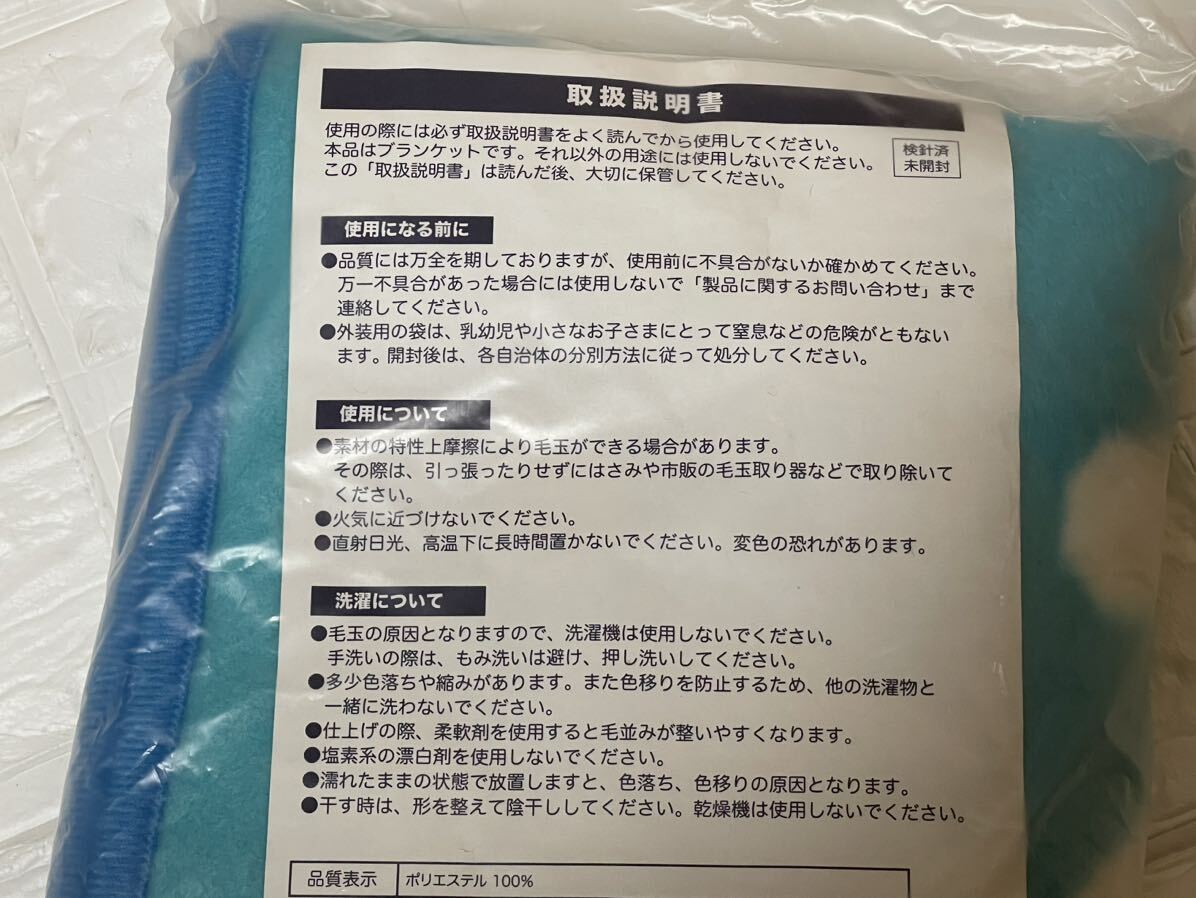 取扱説明書
使用の際には必ず取扱説明書をよく読んでから使用してください。
本品はブランケットです。それ以外の用途には使用しないでください。
この「取扱説明書」は読んだ後、大切に保管してください。
検針済
未開封
使用になる前に
●品質には万全を期しておりますが、使用前に不具合がないか確かめてください。
万一不具合があった場合には使用しないで「製品に関するお問い合わせ」まで
連絡してください。
●外装用の袋は、乳幼児や小さなお子さまにとって窒息などの危険がともない
ます。開封後は、各自治体の分別方法に従って処分してください。
使用について
●素材の特性上摩擦により毛玉ができる場合があります。
その際は、引っ張ったりせずにはさみや市販の毛玉取り器などで取り除いて
ください。
●火気に近づけないでください。
●直射日光、高温下に長時間置かないでください。変色の恐れがあります。
洗濯について
●毛玉の原因となりますので、洗濯機は使用しないでください。
手洗いの際は、もみ洗いは避け、押し洗いしてください。
●多少色落ちや縮みがあります。また色移りを防止するため、他の洗濯物と
一緒に洗わないでください。
●仕上げの際、柔軟剤を使用すると毛並みが整いやすくなります。
●塩素系の漂白剤を使用しないでください。
●濡れたままの状態で放置しますと、色落ち、色移りの原因となります。
●干す時は、形を整えて陰干ししてください。乾燥機は使用しないでください。
品質表示 ポリエステル 100%